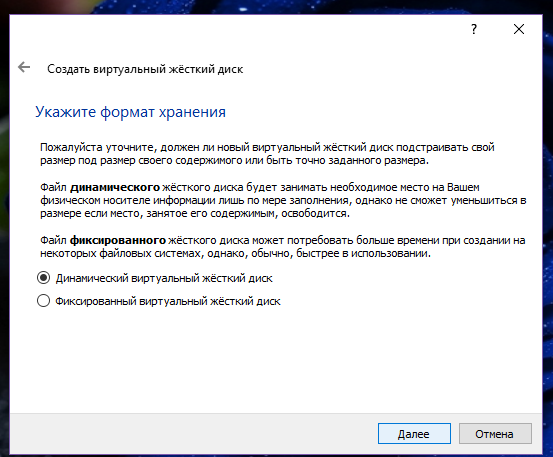 ?
Создать виртуальный жёсткий диск
Укажите формат хранения
Пожалуйста уточните, должен ли новый виртуальный жёсткий диск подстраивать свой
размер под размер своего содержимого или быть точно заданного размера.
Файл динамического жёсткого диска будет занимать необходимое место на Вашем
физическом носителе информации лишь по мере заполнения, однако не сможет уменьшиться в
размере если место, занятое его содержимым, освободится.
Файл фиксированного жёсткого диска может потребовать больше времени при создании на
некоторых файловых системах, однако, обычно, быстрее в использовании.
Динамический виртуальный жёсткий диск
Фиксированный виртуальный жёсткий диск
Далее
Отмена